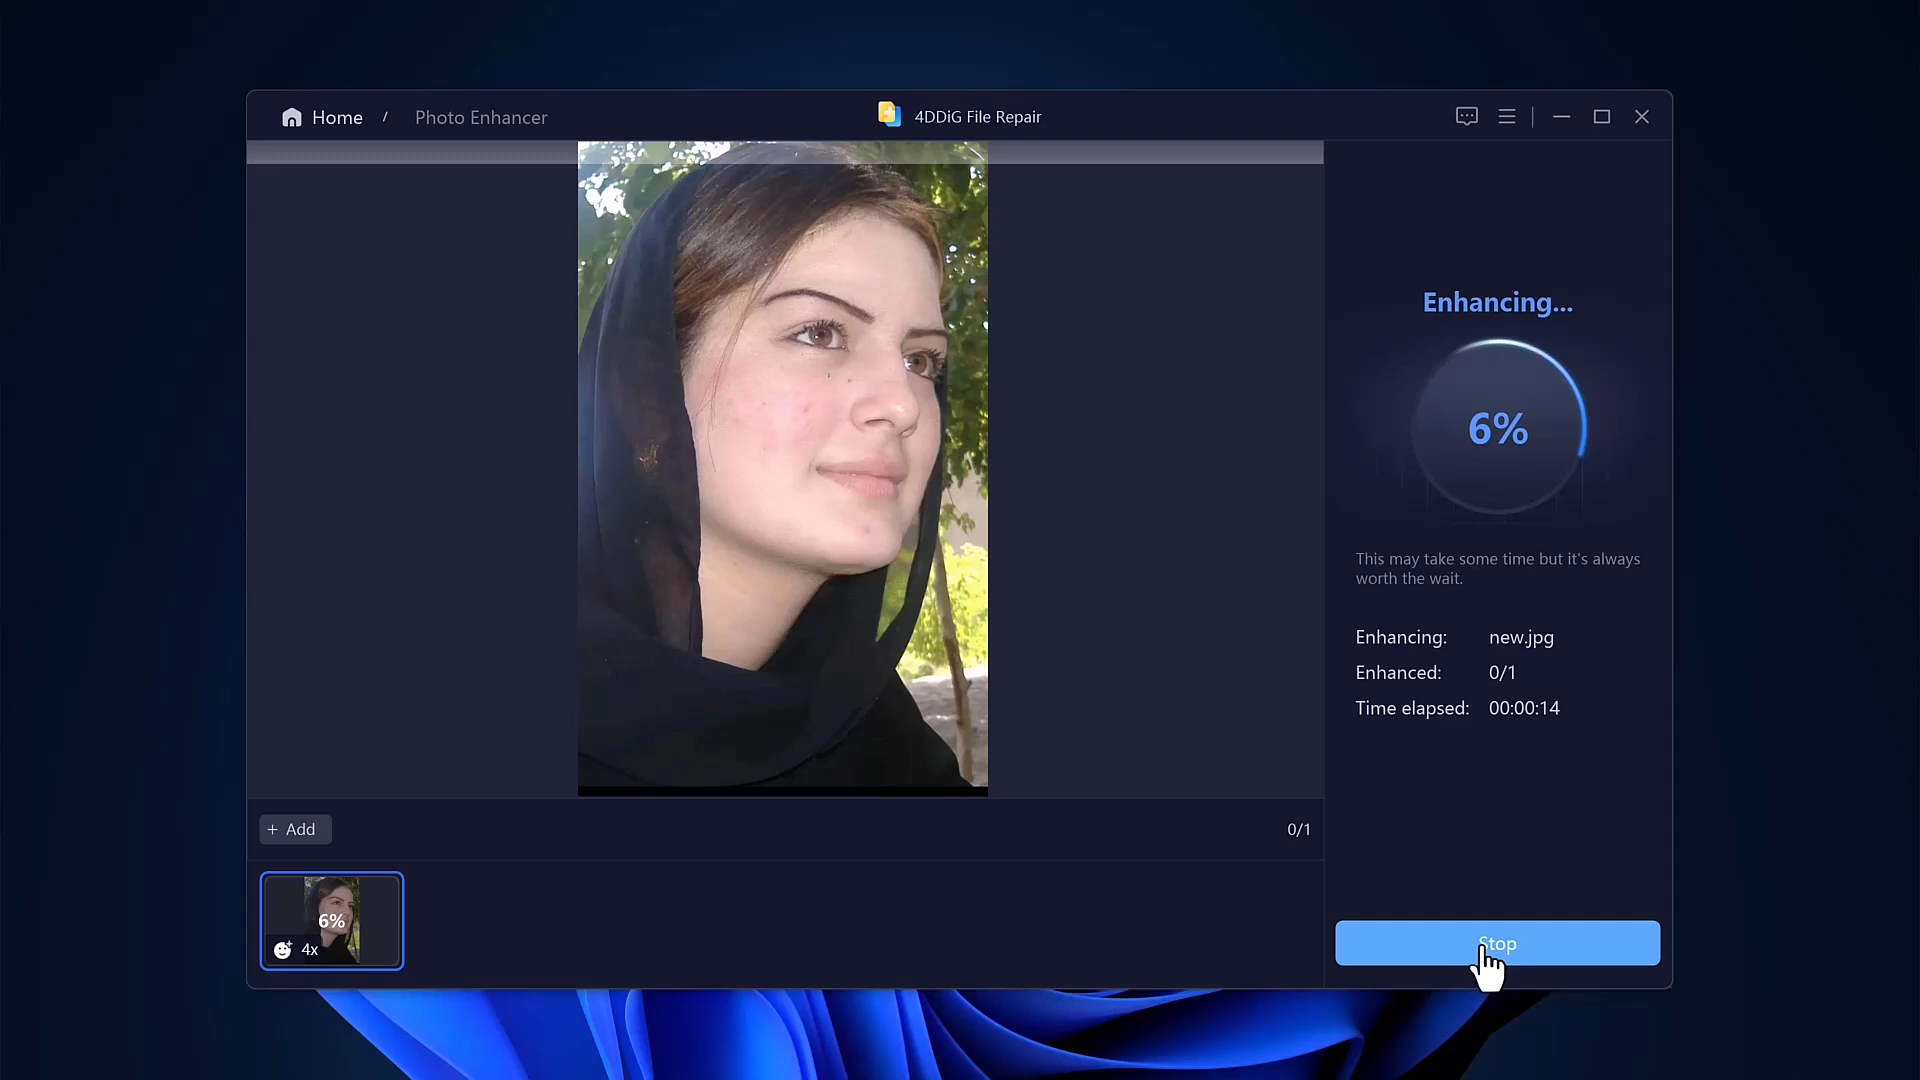 Home / Photo Enhancer
4DDiG File Repair
Enhancing...
6%
This may take some time but it's always
worth the wait.
Enhancing: new.jpg
Enhanced: 0/1
Time elapsed: 00:00:14
+ Add
0/1
6%
4x
Stop